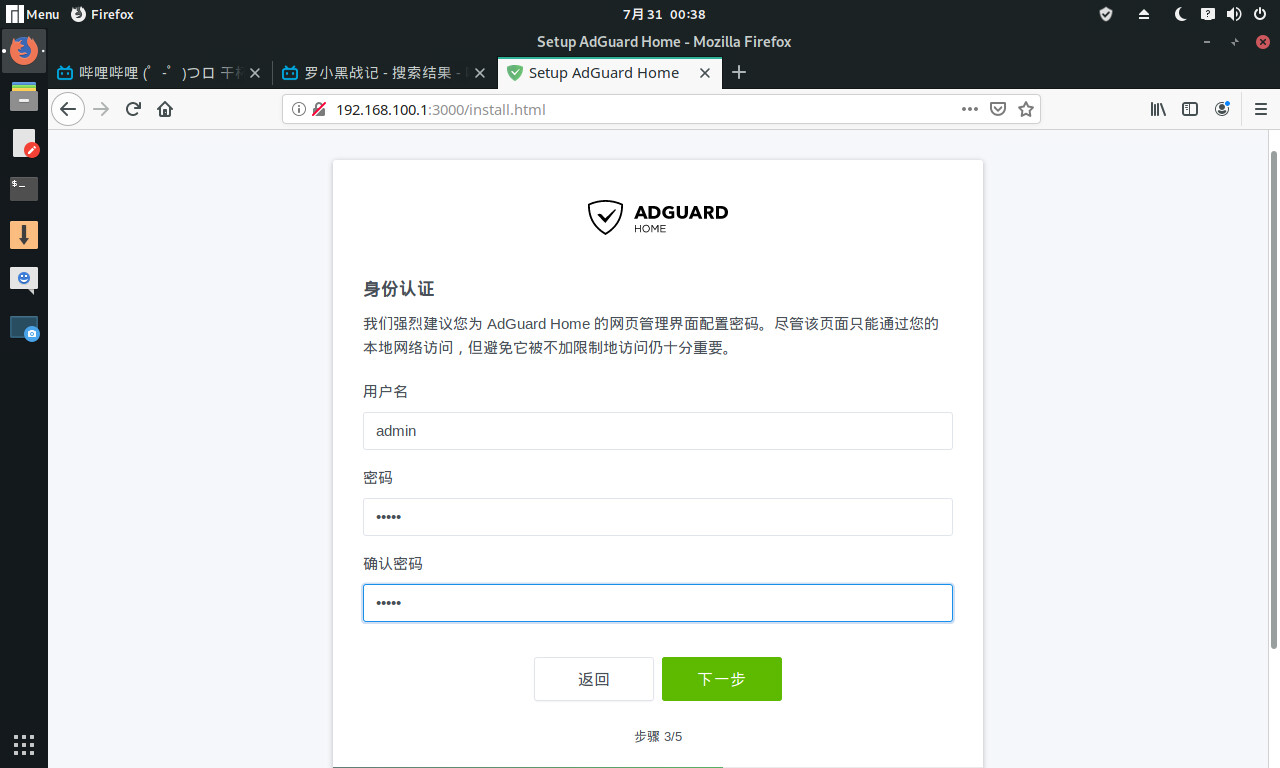 Menu Firefox 7月31 00:38
Setup AdGuard Home - Mozilla Firefox
哔哩哔哩 (゜-゜)つロ 干 罗小黑战记 - 搜索结果 - Setup AdGuard Home
192.168.100.1:3000/install.html
ADGUARD
HOME
身份认证
我们强烈建议您为 AdGuard Home 的网页管理界面配置密码。尽管该页面只能通过您的
本地网络访问，但避免它被不加限制地访问仍十分重要。
用户名
admin
密码
•••••
确认密码
•••••
返回 下一步
步骤 3/5